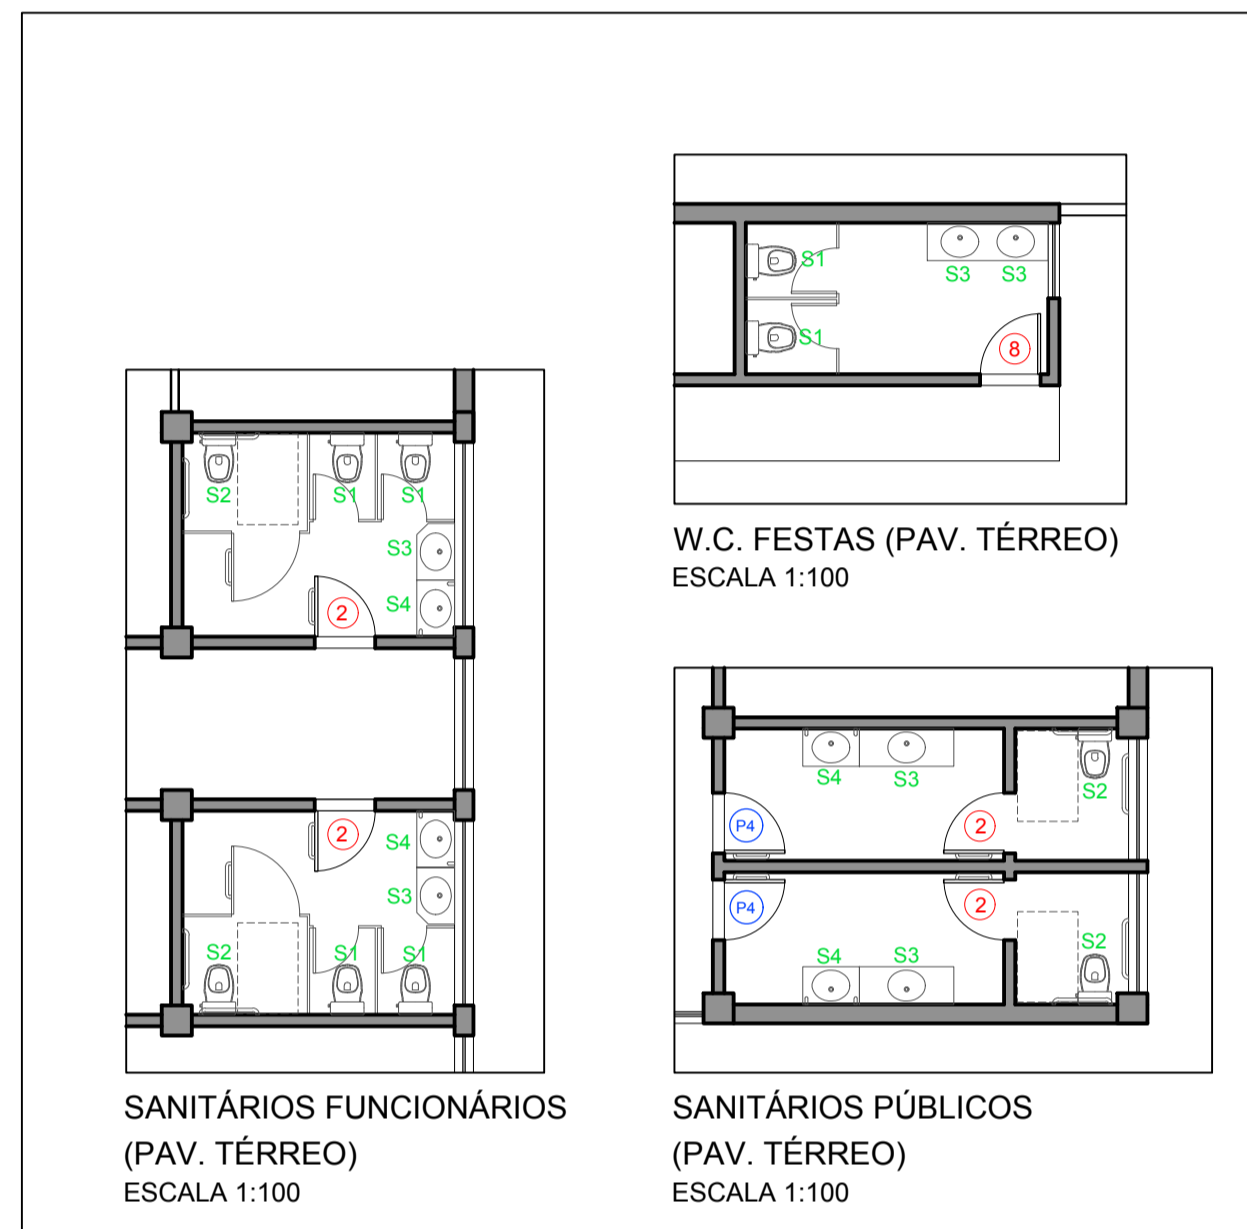 S1
S3 S3
S1
8
W.C. FESTAS (PAV. TÉRREO)
ESCALA 1:100
S2 S1 S1
S3
S4
2
2
S4
S3
S2 S1 S1
SANITÁRIOS FUNCIONÁRIOS
(PAV. TÉRREO)
ESCALA 1:100
S4 S3
S2
P4 2
P4 2
S4 S3 S2
SANITÁRIOS PÚBLICOS
(PAV. TÉRREO)
ESCALA 1:100